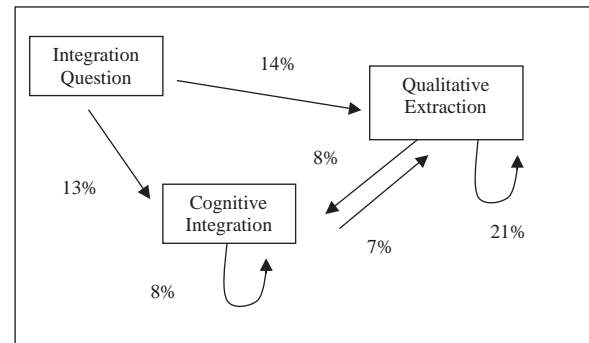 Integration
Question
14%
Qualitative
Extraction
8%
13%
Cognitive
Integration
7%
21%
8%